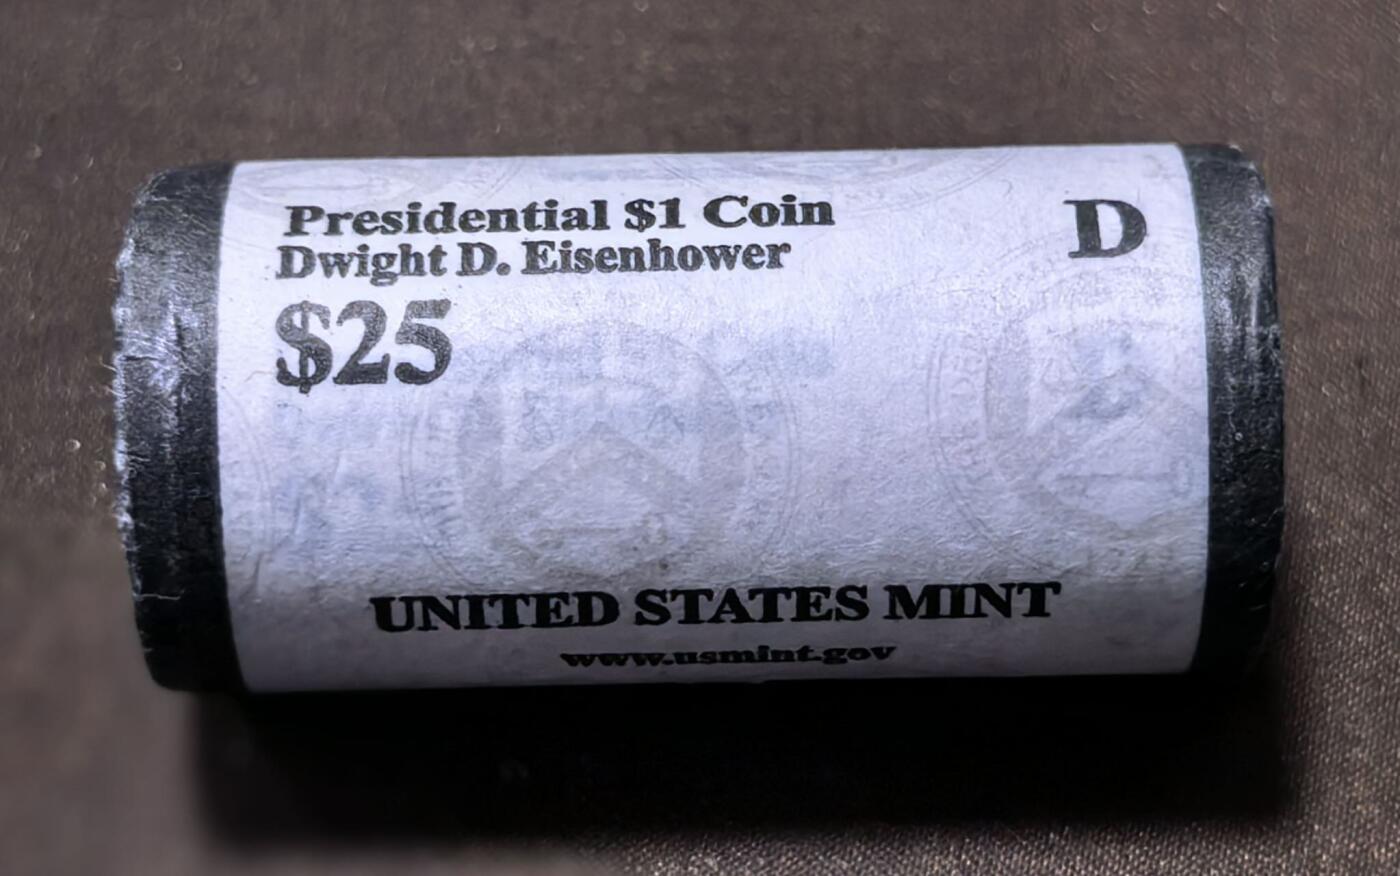 Presidential $1 Coin
D
Dwight D. Eisenhower
$25
UNITED STATES MINT
www.usmint.gov